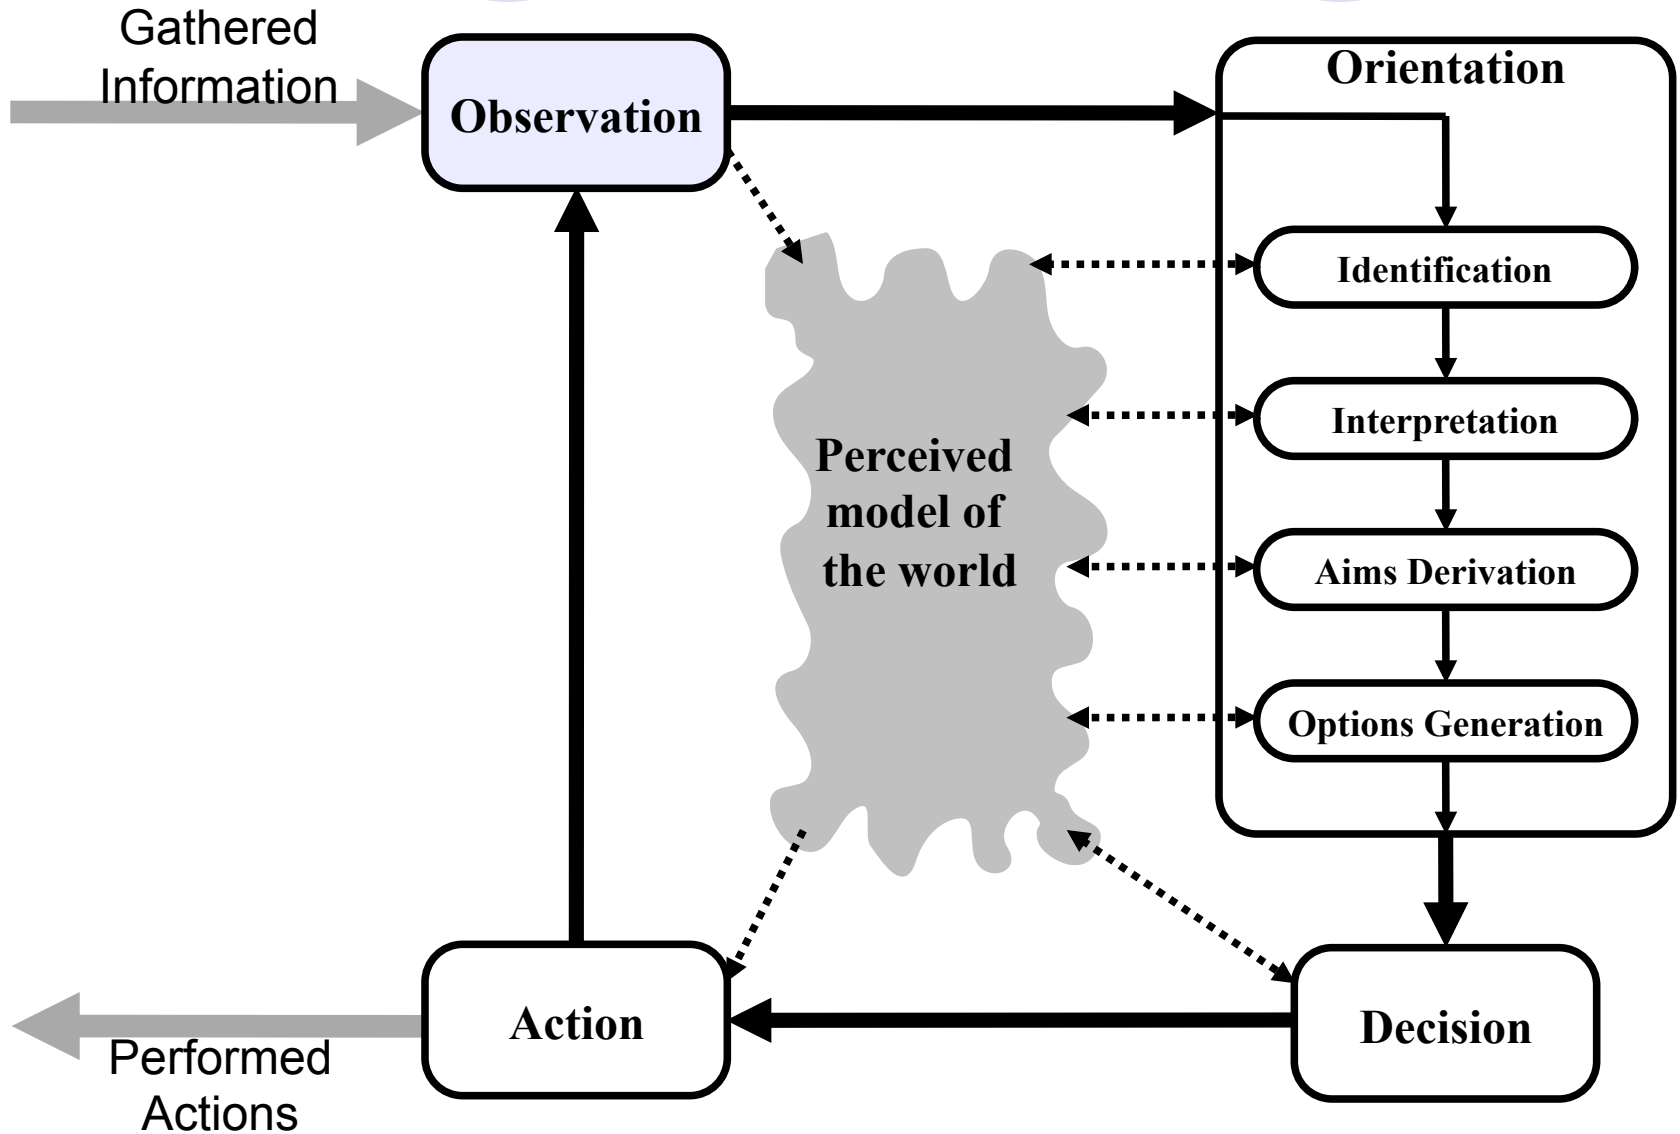 Gathered
Information
Observation
Orientation
Identification
Interpretation
Aims Derivation
Options Generation
Perceived
model of
the world
Action
Decision
Performed
Actions